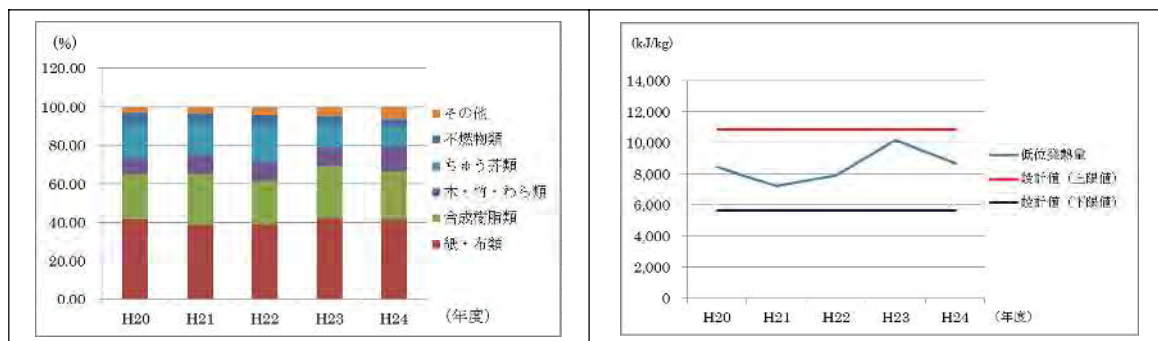 (%)
120.00
100.00
80.00
60.00
40.00
20.00
0.00
H20 H21 H22 H23 H24 (年度)
その他
不燃物類
ちゅう芥類
木・竹・わら類
合成樹脂類
紙・布類
(kJ/kg)
14,000
12,000
10,000
8,000
6,000
4,000
2,000
0
H20 H21 H22 H23 H24 (年度)
低位発熱量
設計値（上限値）
設計値（下限値）